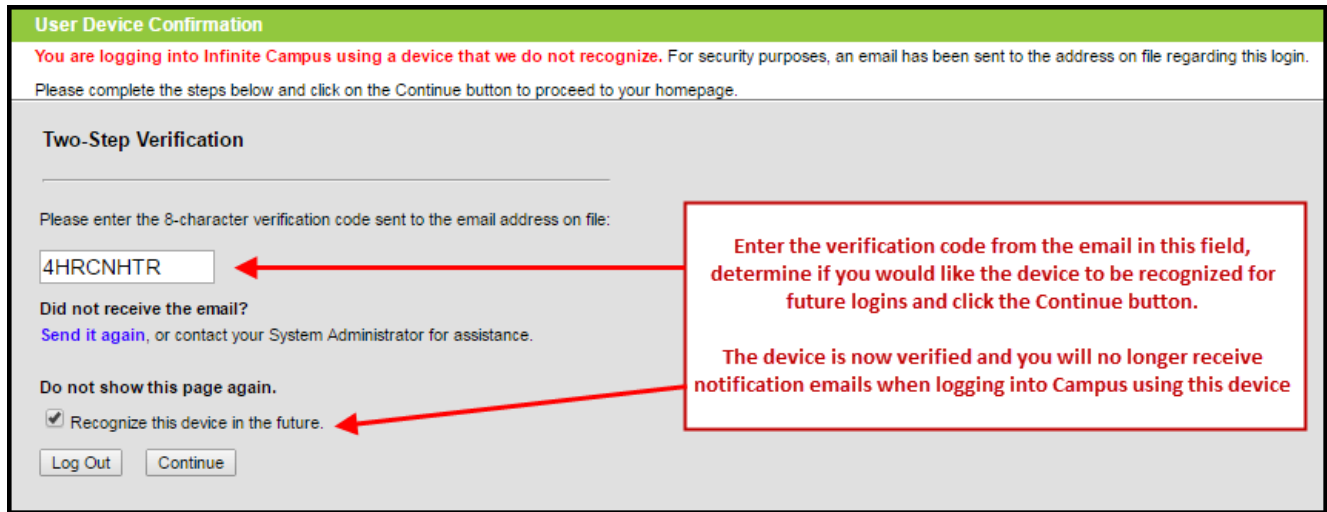 User Device Confirmation
You are logging into Infinite Campus using a device that we do not recognize. For security purposes, an email has been sent to the address on file regarding this login.
Please complete the steps below and click on the Continue button to proceed to your homepage.
Two-Step Verification
Please enter the 8-character verification code sent to the email address on file:
4HRCNHTR
Did not receive the email?
Send it again, or contact your System Administrator for assistance.
Do not show this page again.
Recognize this device in the future.
Log Out Continue
Enter the verification code from the email in this field,
determine if you would like the device to be recognized for
future logins and click the Continue button.
The device is now verified and you will no longer receive
notification emails when logging into Campus using this device